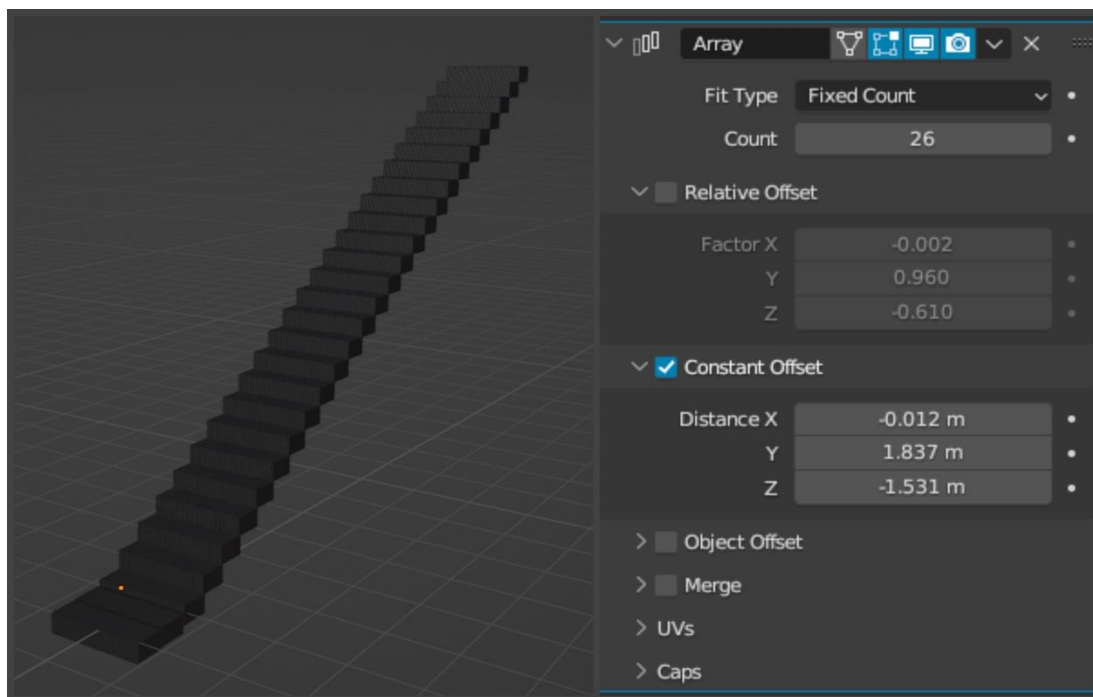 Array
Fit Type Fixed Count
Count 26
Relative Offset
Factor X -0.002
Y 0.960
Z -0.610
Constant Offset
Distance X -0.012 m
Y 1.837 m
Z -1.531 m
Object Offset
Merge
UVs
Caps